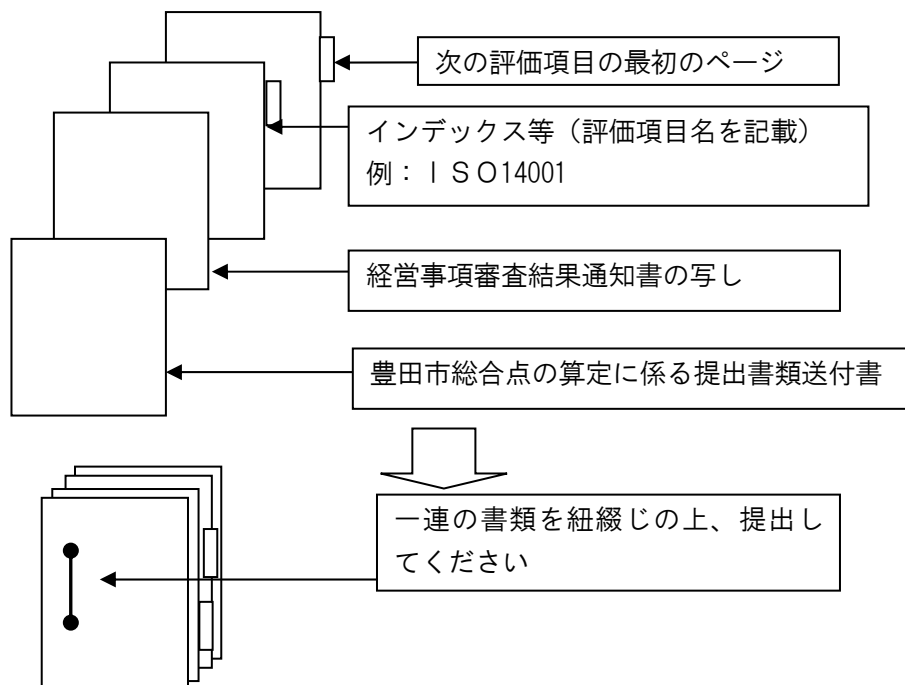 次の評価項目の最初のページ
インデックス等（評価項目名を記載）
例：ＩＳＯ14001
経営事項審査結果通知書の写し
豊田市総合点の算定に係る提出書類送付書
一連の書類を紐綴じの上、提出し
てください